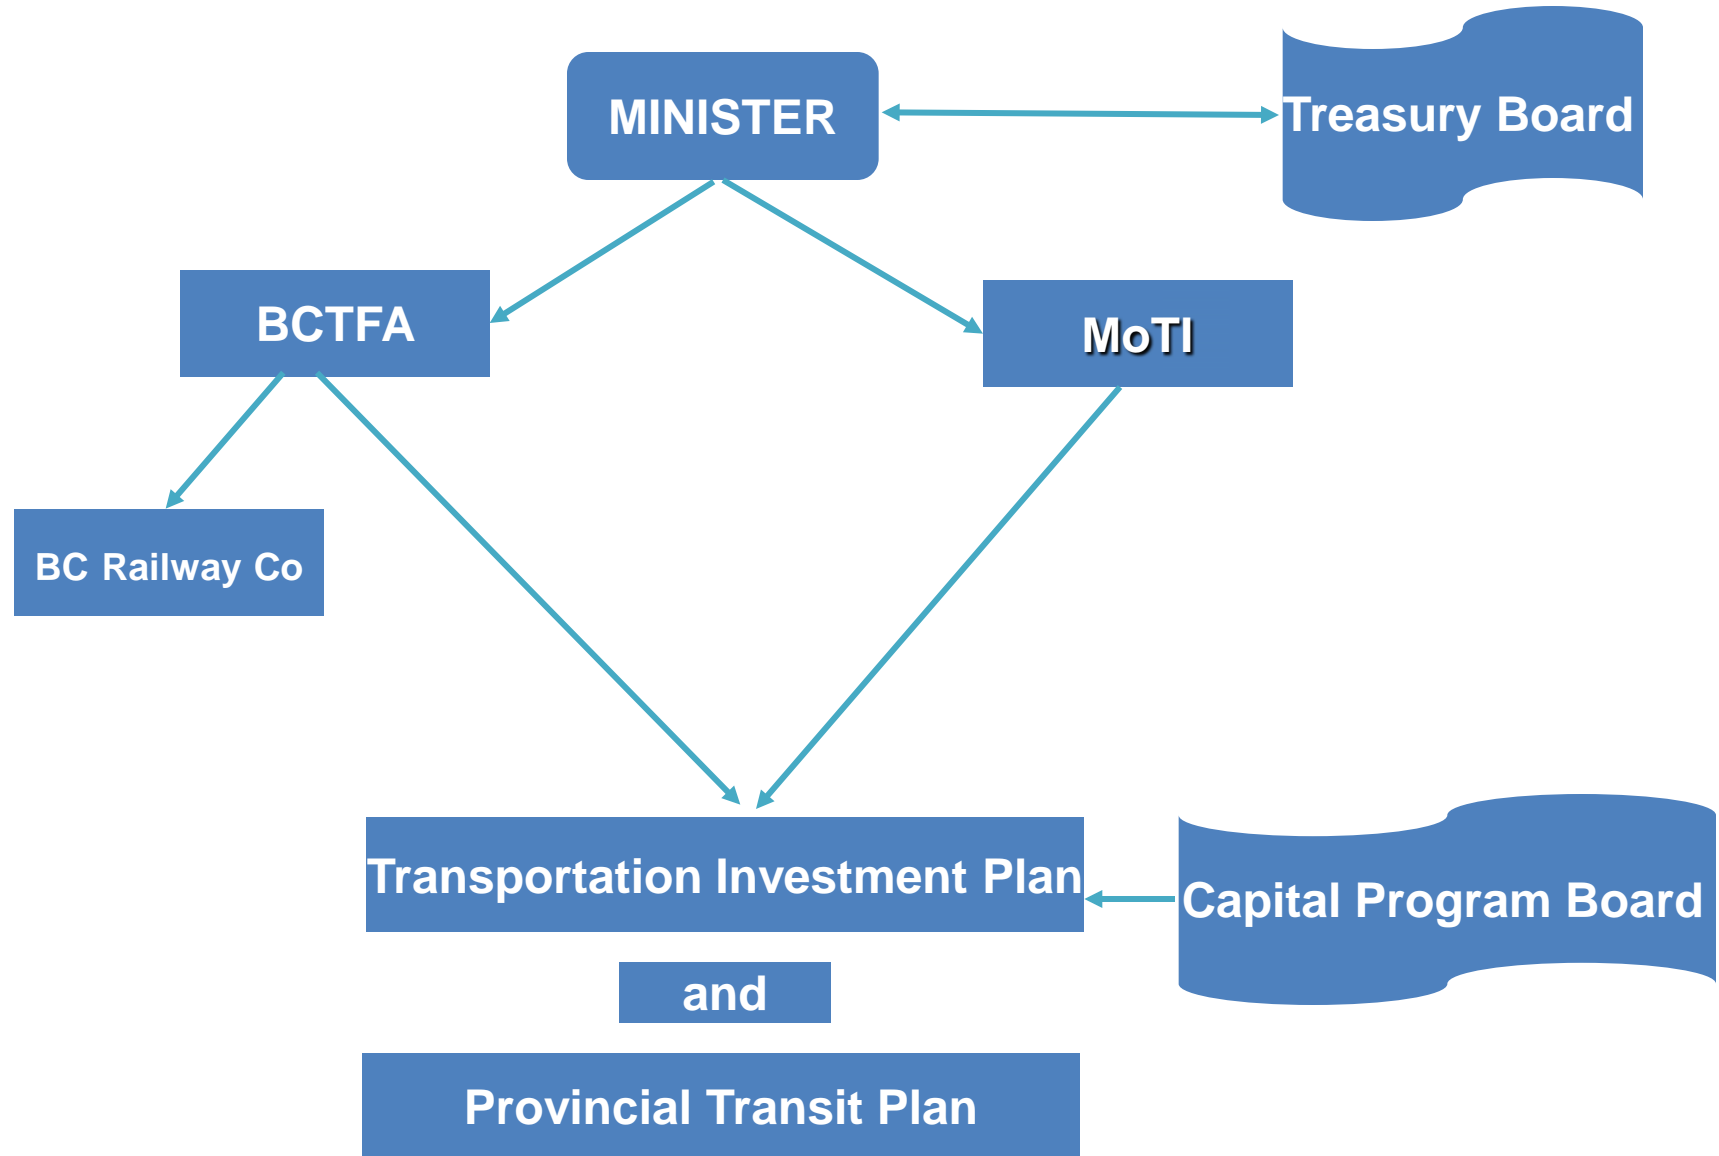 MINISTER
Treasury Board
BCTFA
MoTI
BC Railway Co
Transportation Investment Plan
Capital Program Board
and
Provincial Transit Plan